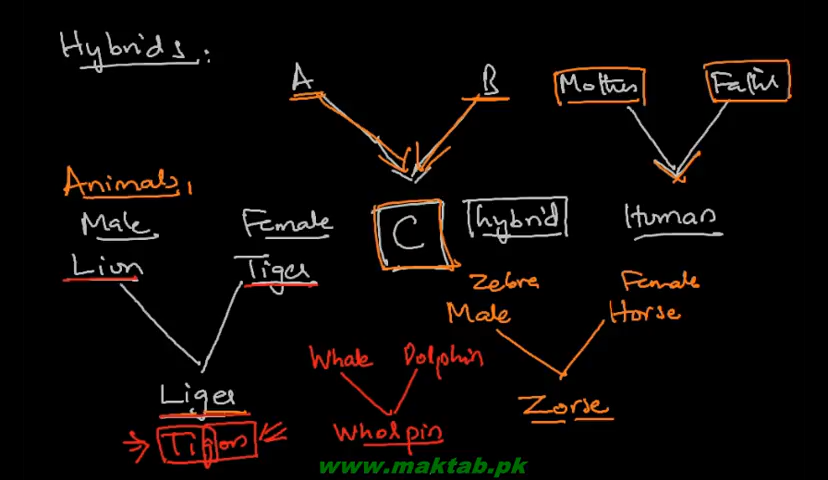 Hybrids:
A B
Mother Father
C hybrid
Human
Animals,
Male Female
Lion Tiger
Liger
Tigon
Whale Dolphin
Wholpin
Zebra Female
Male Horse
Zorse
www.maktab.pk